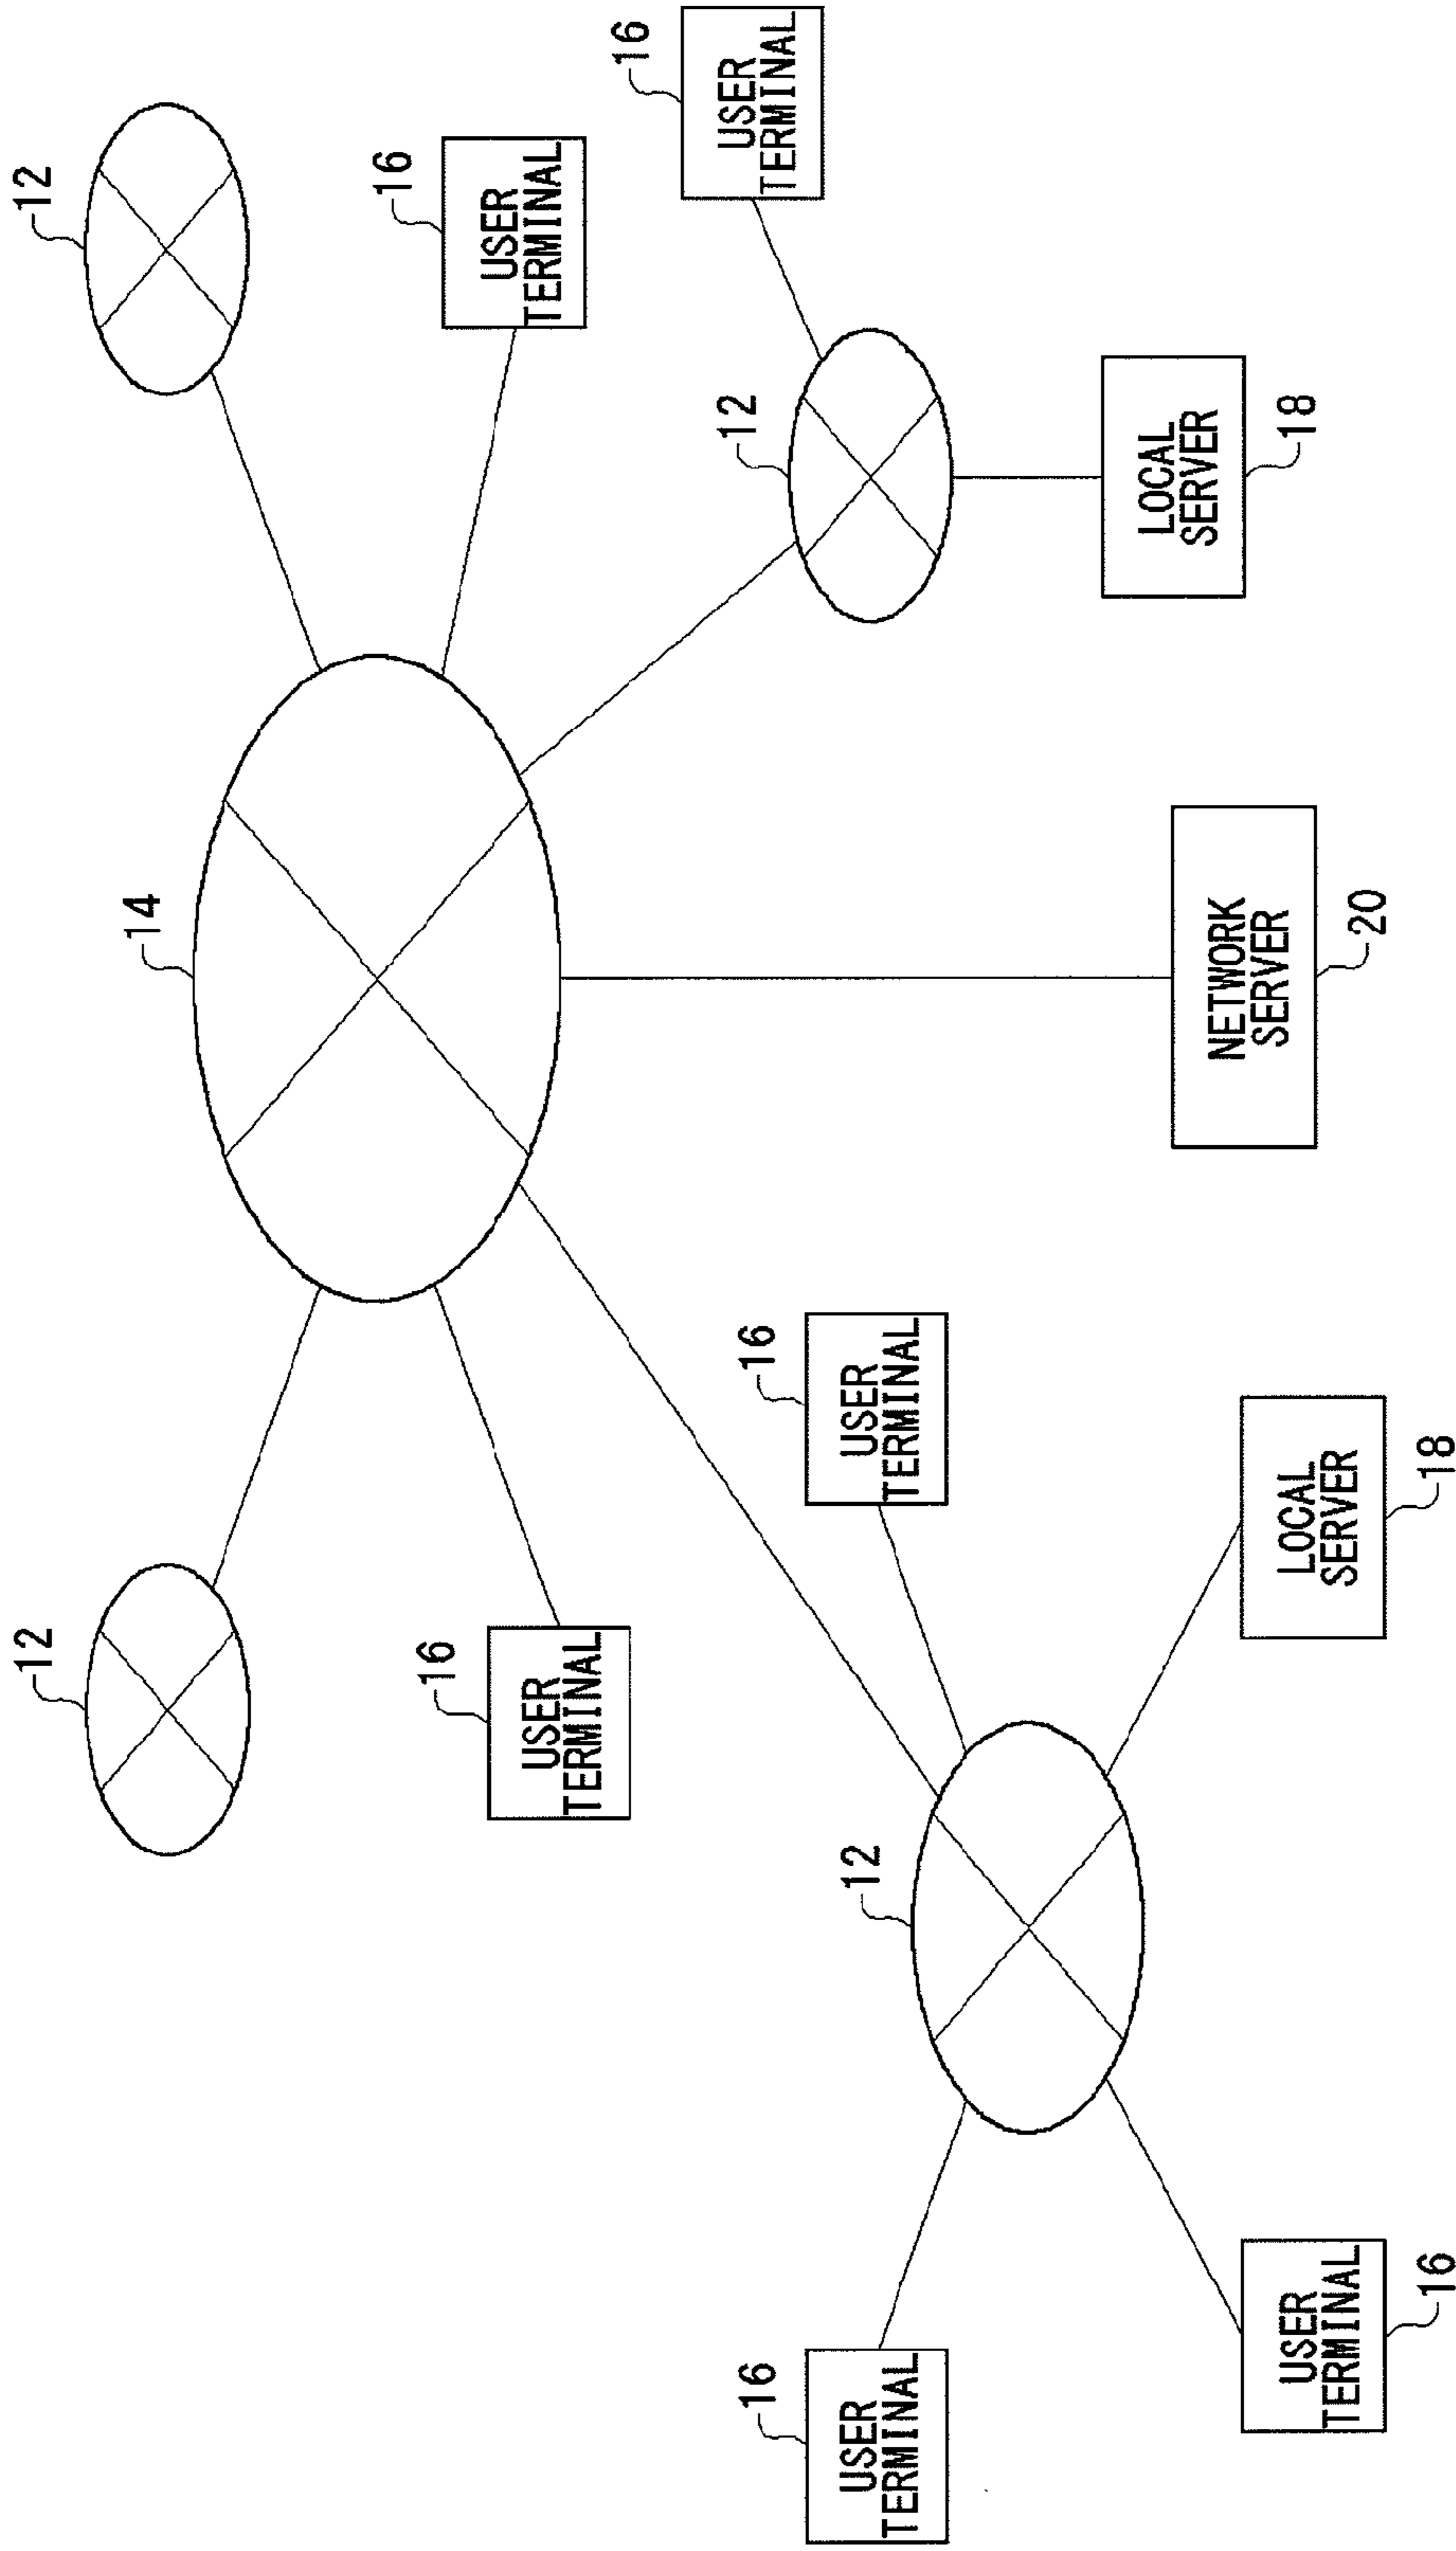 12
12
14
16
USER
TERMINAL
16
USER
TERMINAL
16
USER
TERMINAL
12
16
USER
TERMINAL
16
USER
TERMINAL
12
LOCAL
SERVER
18
NETWORK
SERVER
20
USER
TERMINAL
16
LOCAL
SERVER
18